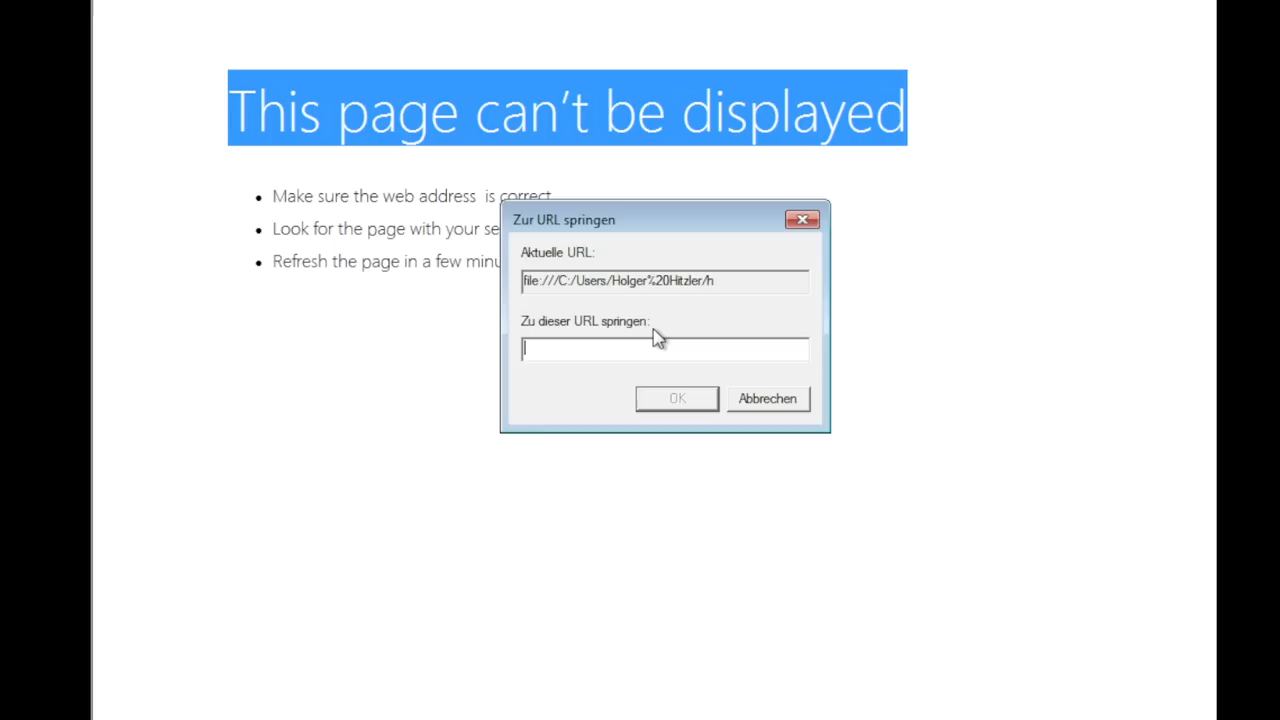 This page can't be displayed
• Make sure the web address is correct
• Look for the page with your se
• Refresh the page in a few minu
Zur URL springen
Aktuelle URL:
file:///C:/Users/Holger%20Hitzler/h
Zu dieser URL springen:
OK
Abbrechen